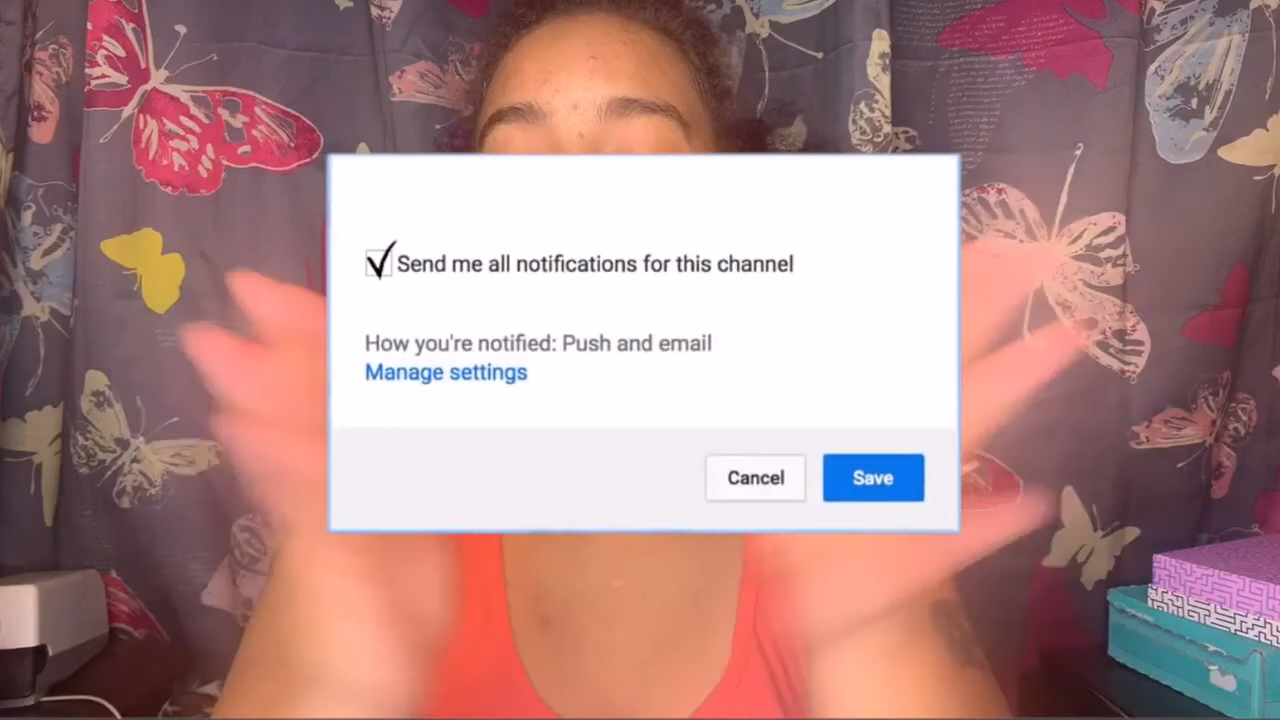 Send me all notifications for this channel
How you're notified: Push and email
Manage settings
Cancel
Save